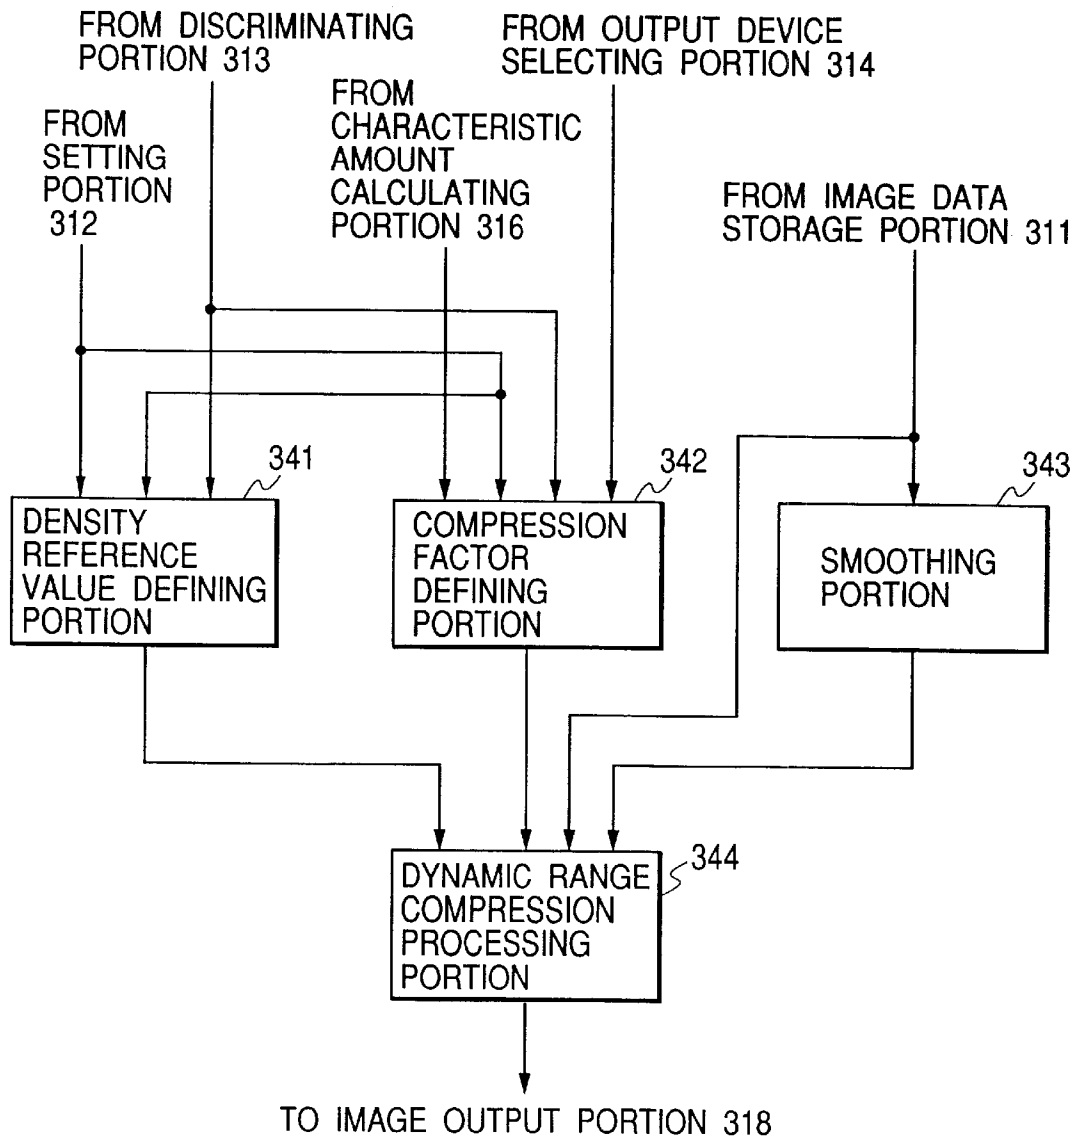 FROM DISCRIMINATING
PORTION 313
FROM OUTPUT DEVICE
SELECTING PORTION 314
FROM
SETTING
PORTION
312
FROM
CHARACTERISTIC
AMOUNT
CALCULATING
PORTION 316
FROM IMAGE DATA
STORAGE PORTION 311
341
DENSITY
REFERENCE
VALUE DEFINING
PORTION
342
COMPRESSION
FACTOR
DEFINING
PORTION
343
SMOOTHING
PORTION
344
DYNAMIC RANGE
COMPRESSION
PROCESSING
PORTION
TO IMAGE OUTPUT PORTION 318